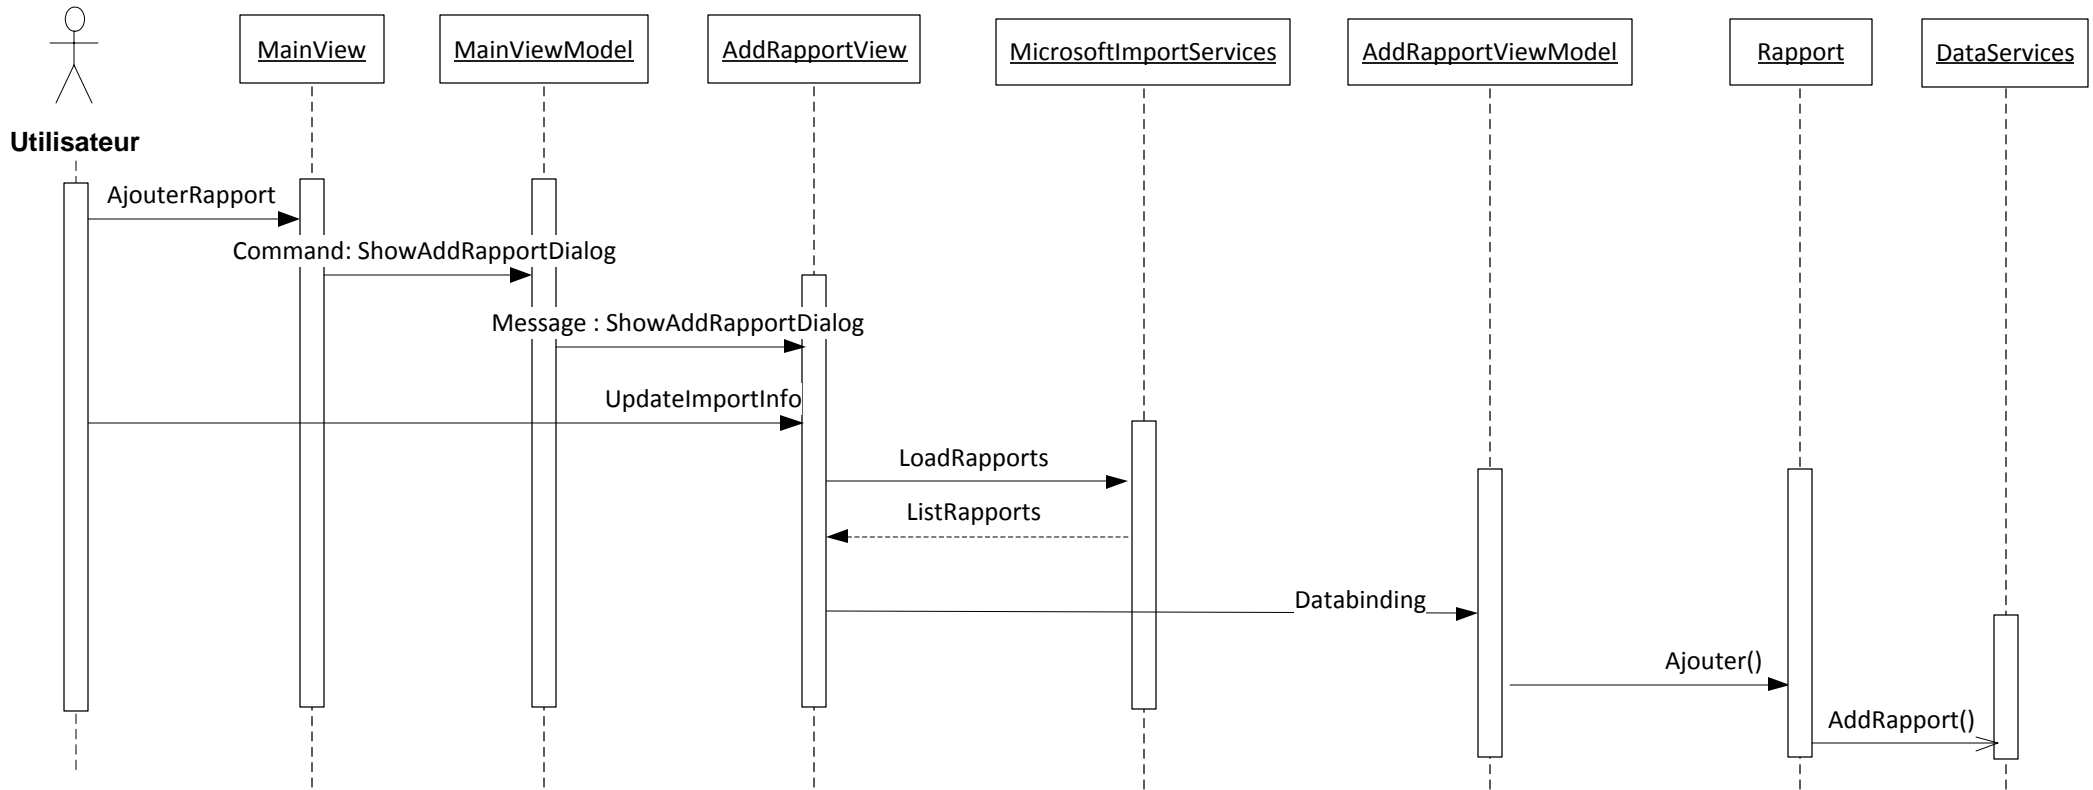 MainView
MainViewModel
AddRapportView
MicrosoftImportServices
AddRapportViewModel
Rapport
DataServices
Utilisateur
AjouterRapport
Command: ShowAddRapportDialog
Message : ShowAddRapportDialog
UpdateImportInfo
LoadRapports
ListRapports
Databinding
Ajouter()
AddRapport()